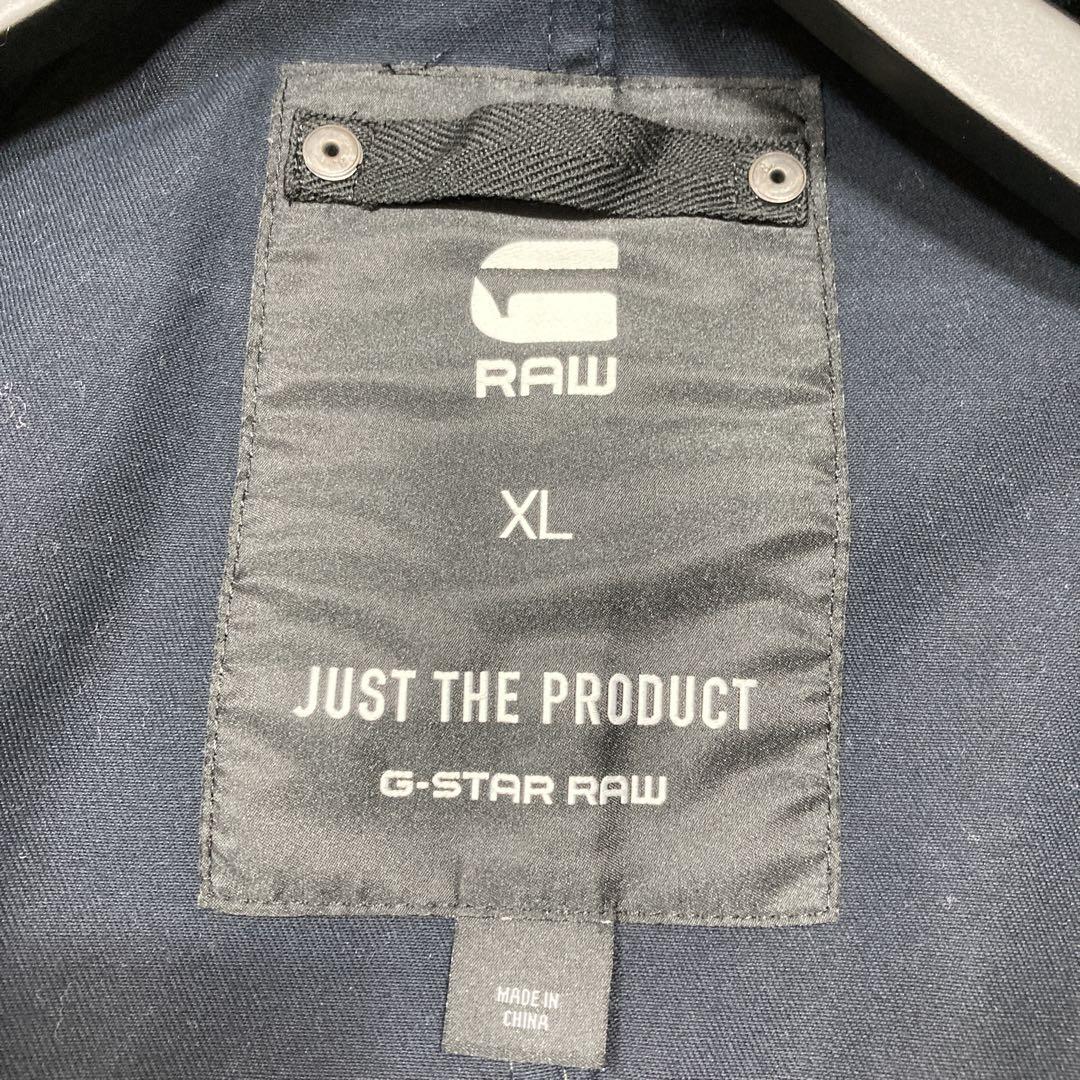 G
RAW
XL
JUST THE PRODUCT
G-STAR RAW
MADE IN
CHINA